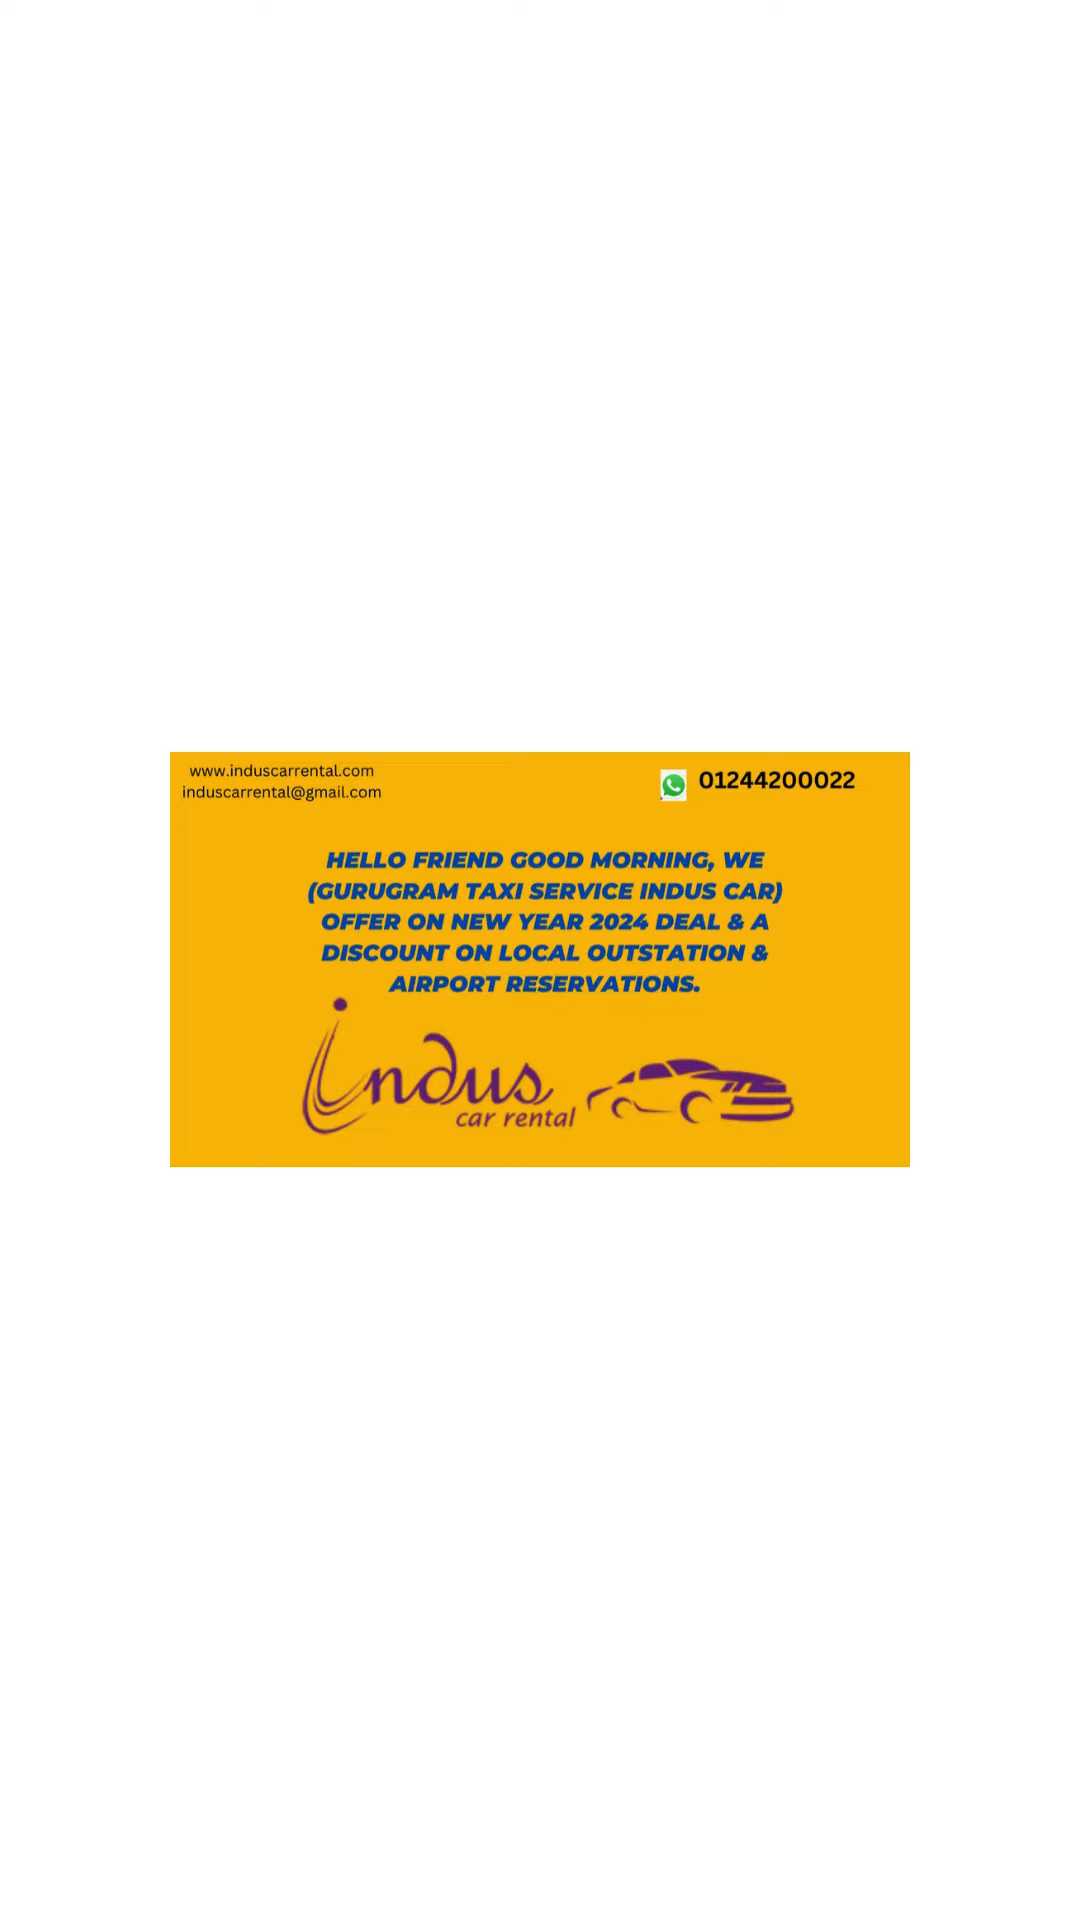 www.induscarrental.com
induscarrental@gmail.com
01244200022
HELLO FRIEND GOOD MORNING, WE
(GURUGRAM TAXI SERVICE INDUS CAR)
OFFER ON NEW YEAR 2024 DEAL & A
DISCOUNT ON LOCAL OUTSTATION &
AIRPORT RESERVATIONS.
indus
car rental